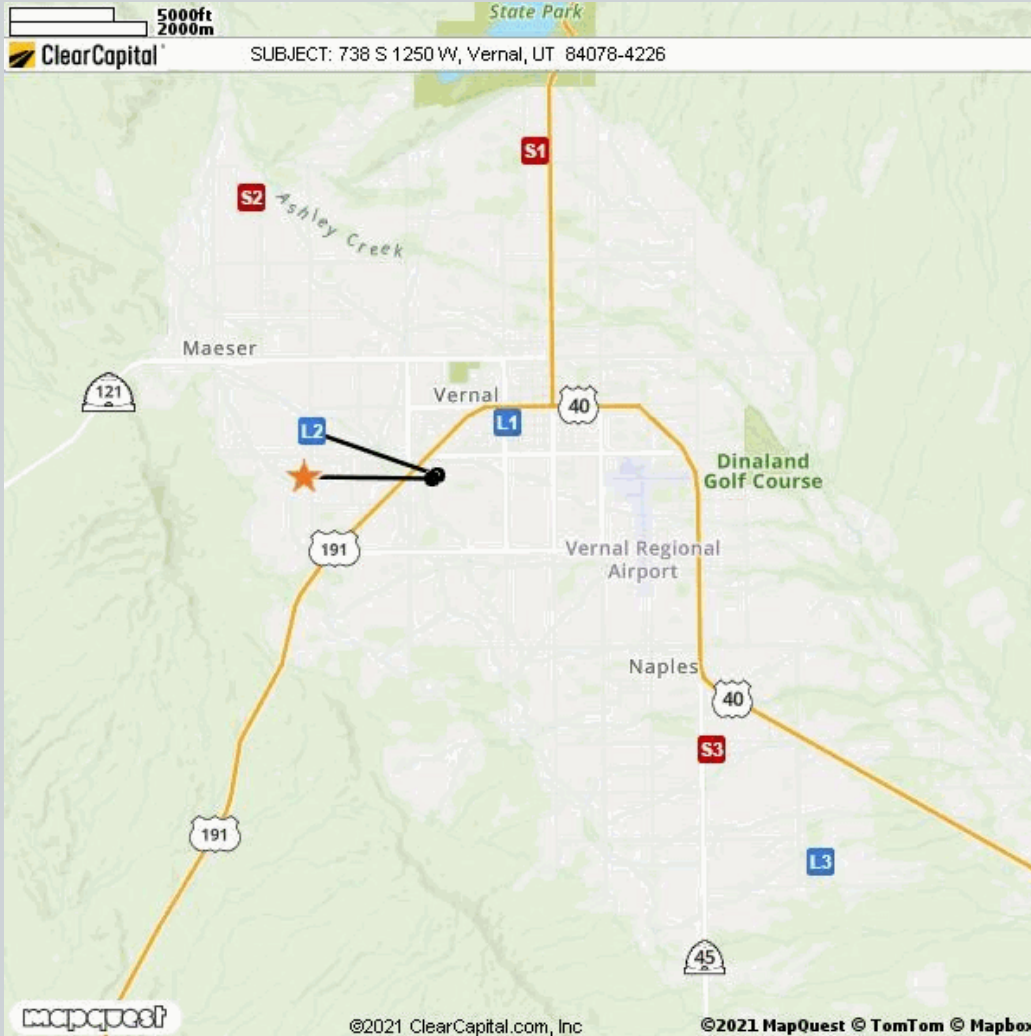 5000ft
2000m
State Park
ClearCapital
SUBJECT: 738 S 1250 W, Vernal, UT 84078-4226
S1
S2
Ashley Creek
Maeser
121
Vernal
40
L1
L2
Dinaland
Golf Course
191
Vernal Regional
Airport
Naples
40
S3
191
L3
45
mapquest
©2021 ClearCapital.com, Inc
©2021 MapQuest © TomTom © Mapbox